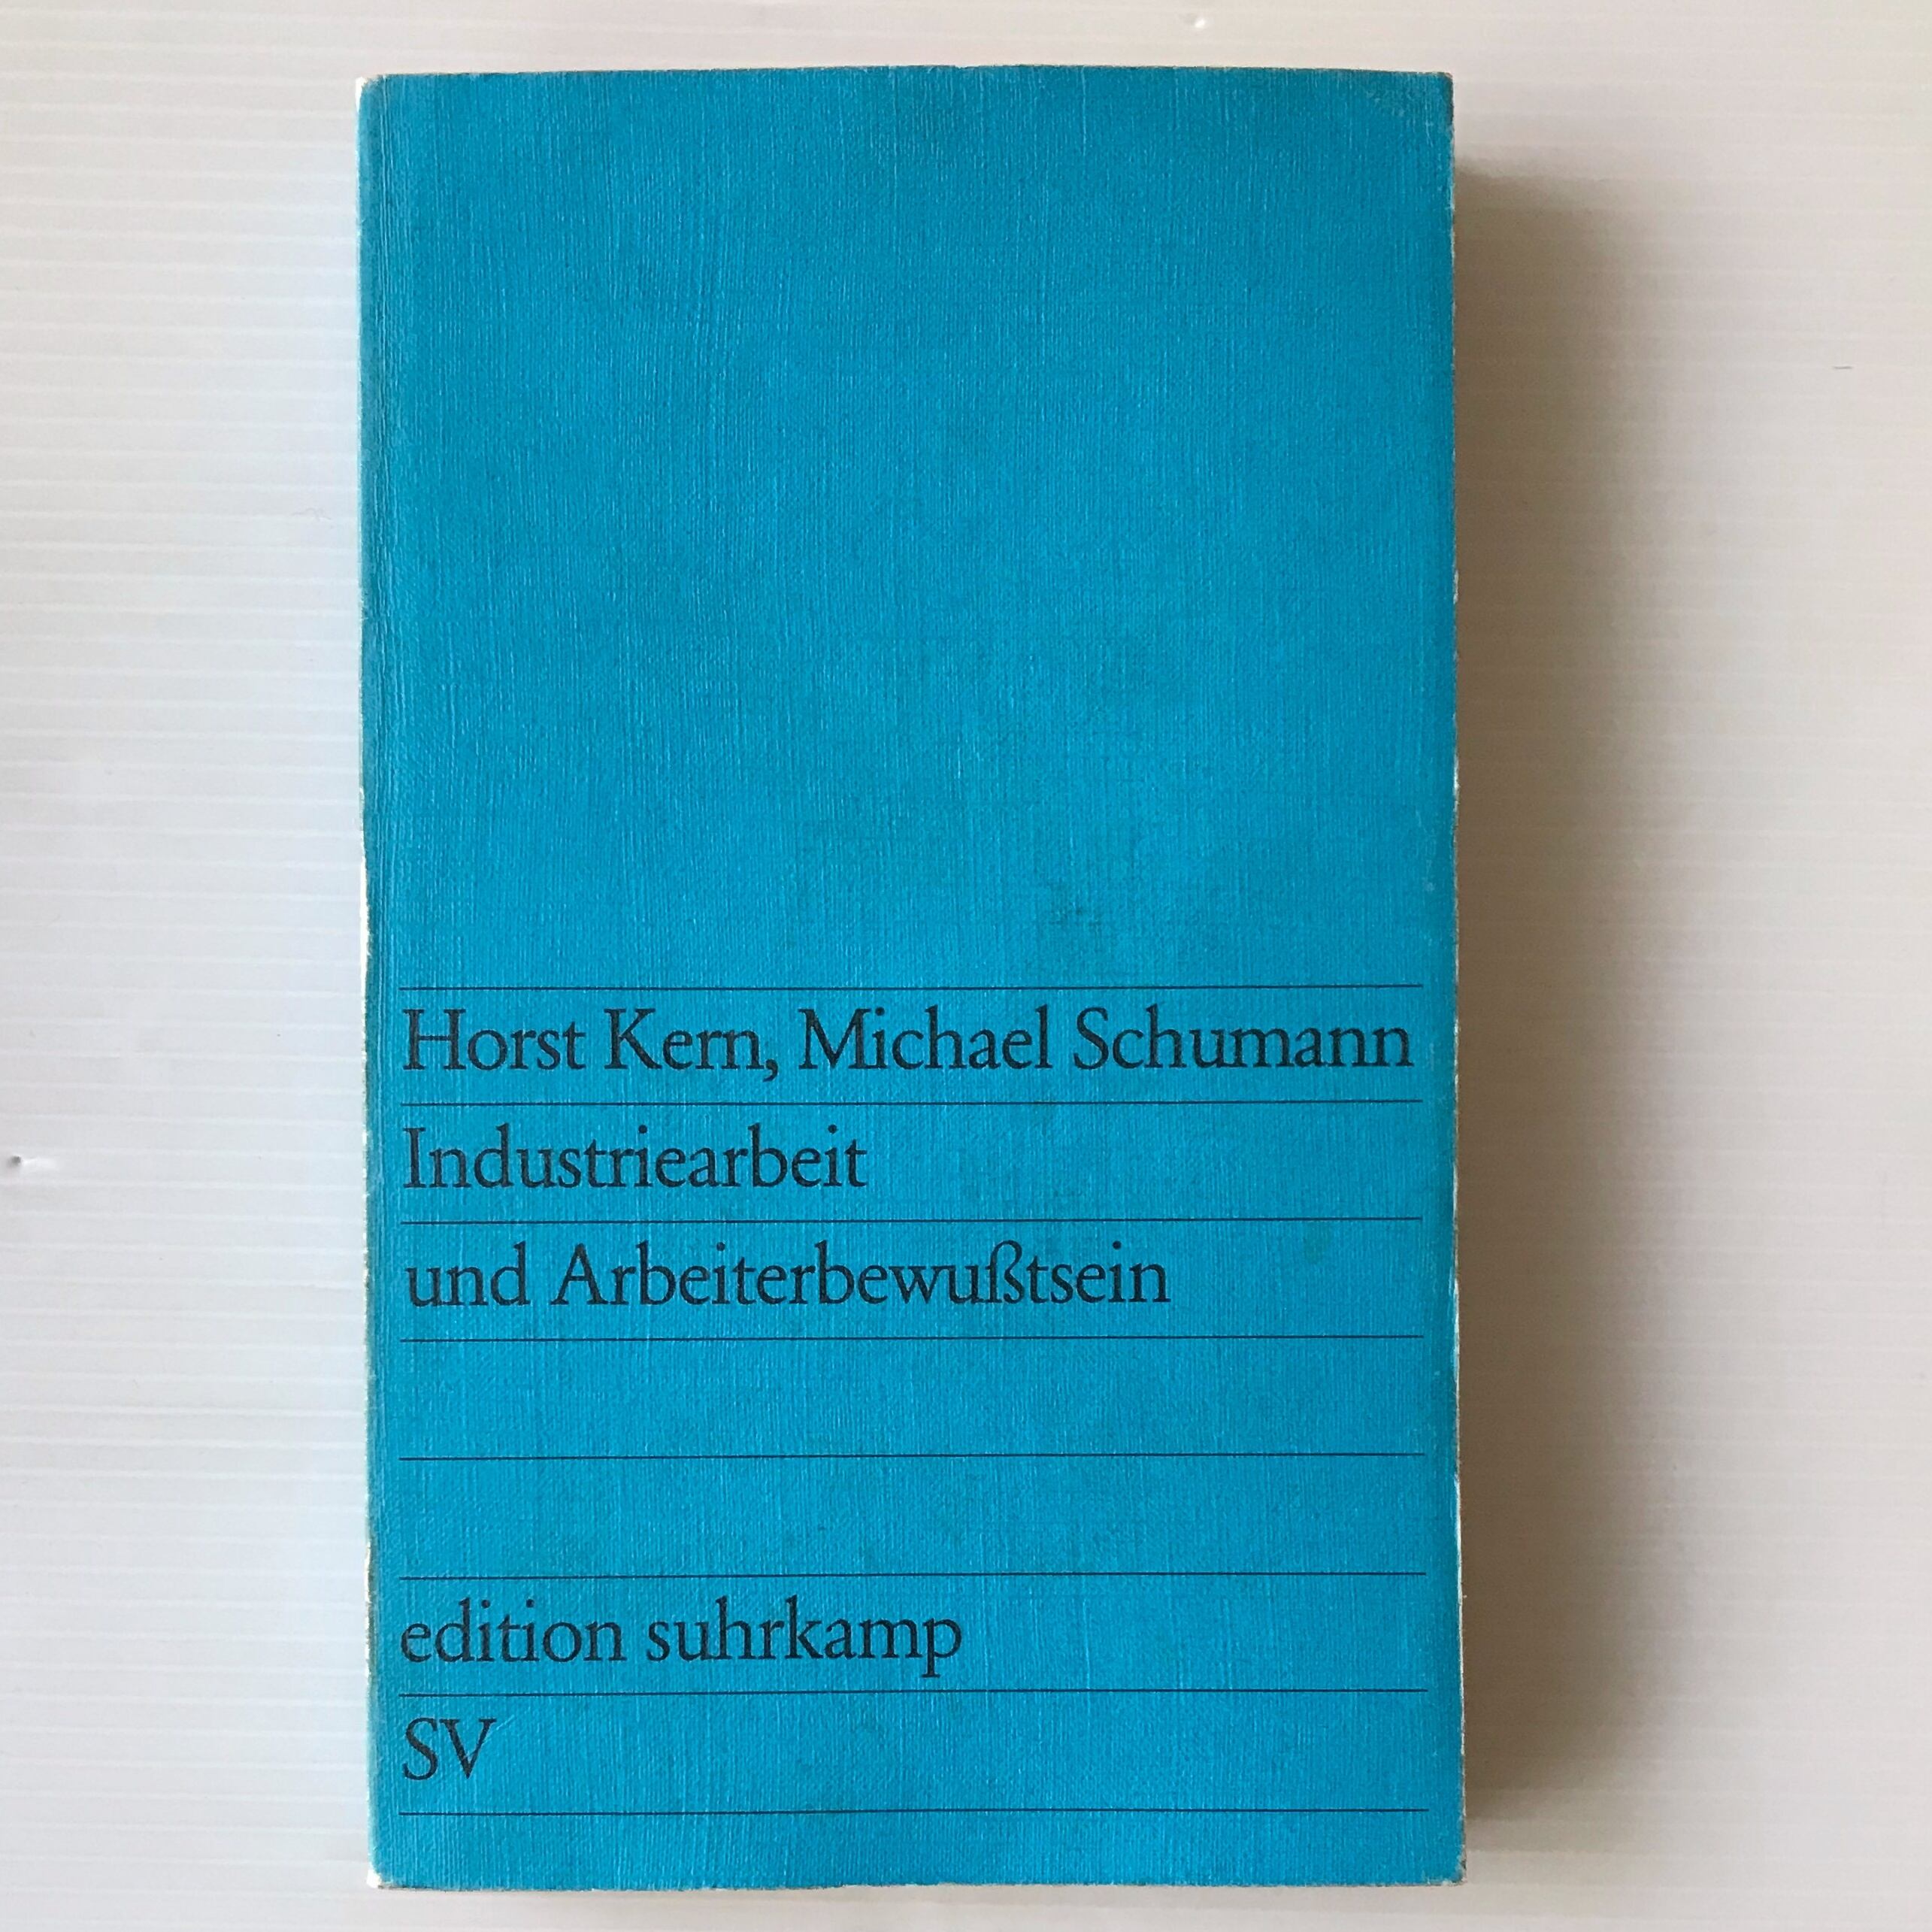 Horst Kern, Michael Schumann
Industriearbeit
und Arbeiterbewußtsein
edition suhrkamp
SV